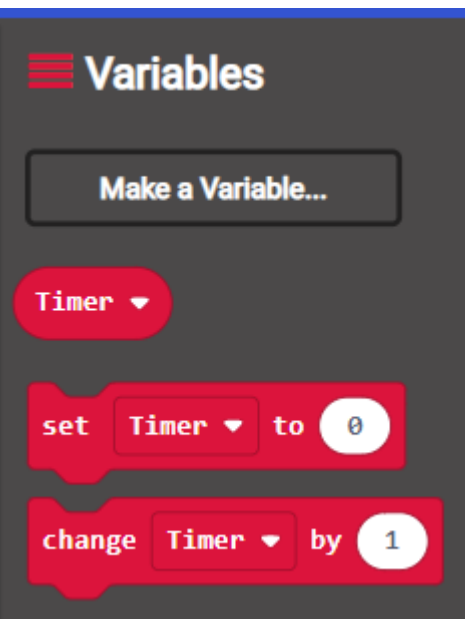 Variables
Make a Variable...
Timer
set Timer to 0
change Timer by 1